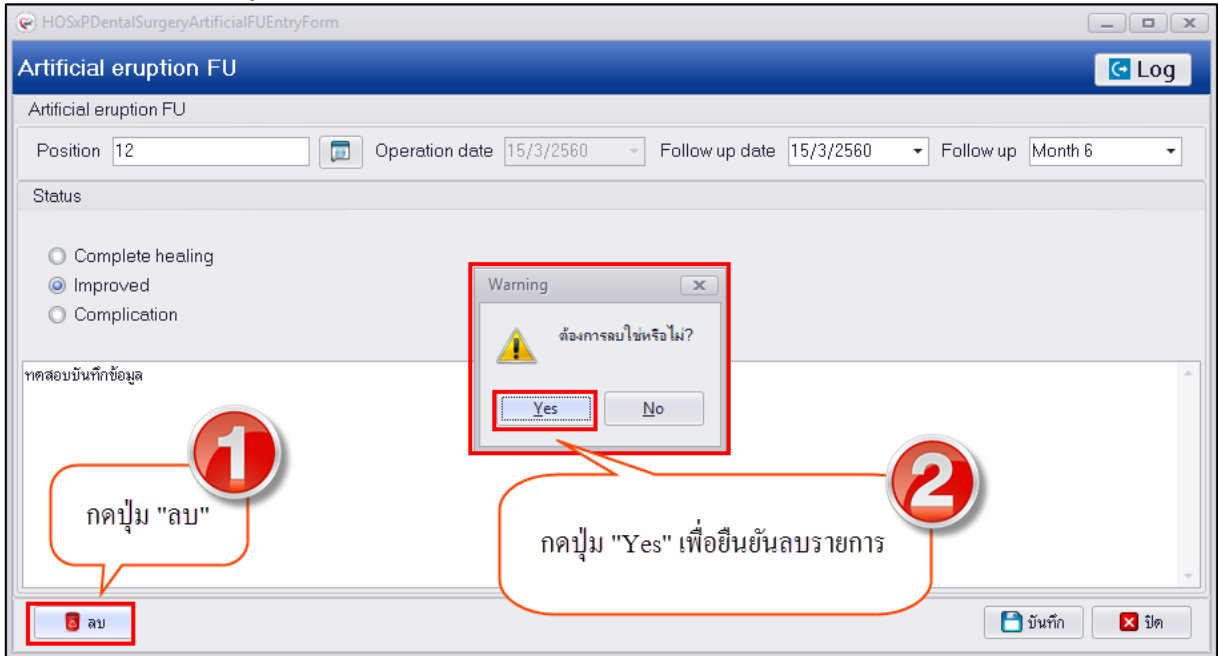 HOSxPDentalSurgeryArtificialFUEntryForm
Artificial eruption FU
Log
Artificial eruption FU
Position 12 Operation date 15/3/2560 Follow up date 15/3/2560 Follow up Month 6
Status
Complete healing
Improved
Complication
Warning
ต้องการลบใช่หรือไม่?
Yes No
ทดสอบบันทึกข้อมูล
1
กดปุ่ม "ลบ"
2
กดปุ่ม "Yes" เพื่อยืนยันลบรายการ
ลบ บันทึก ปิด